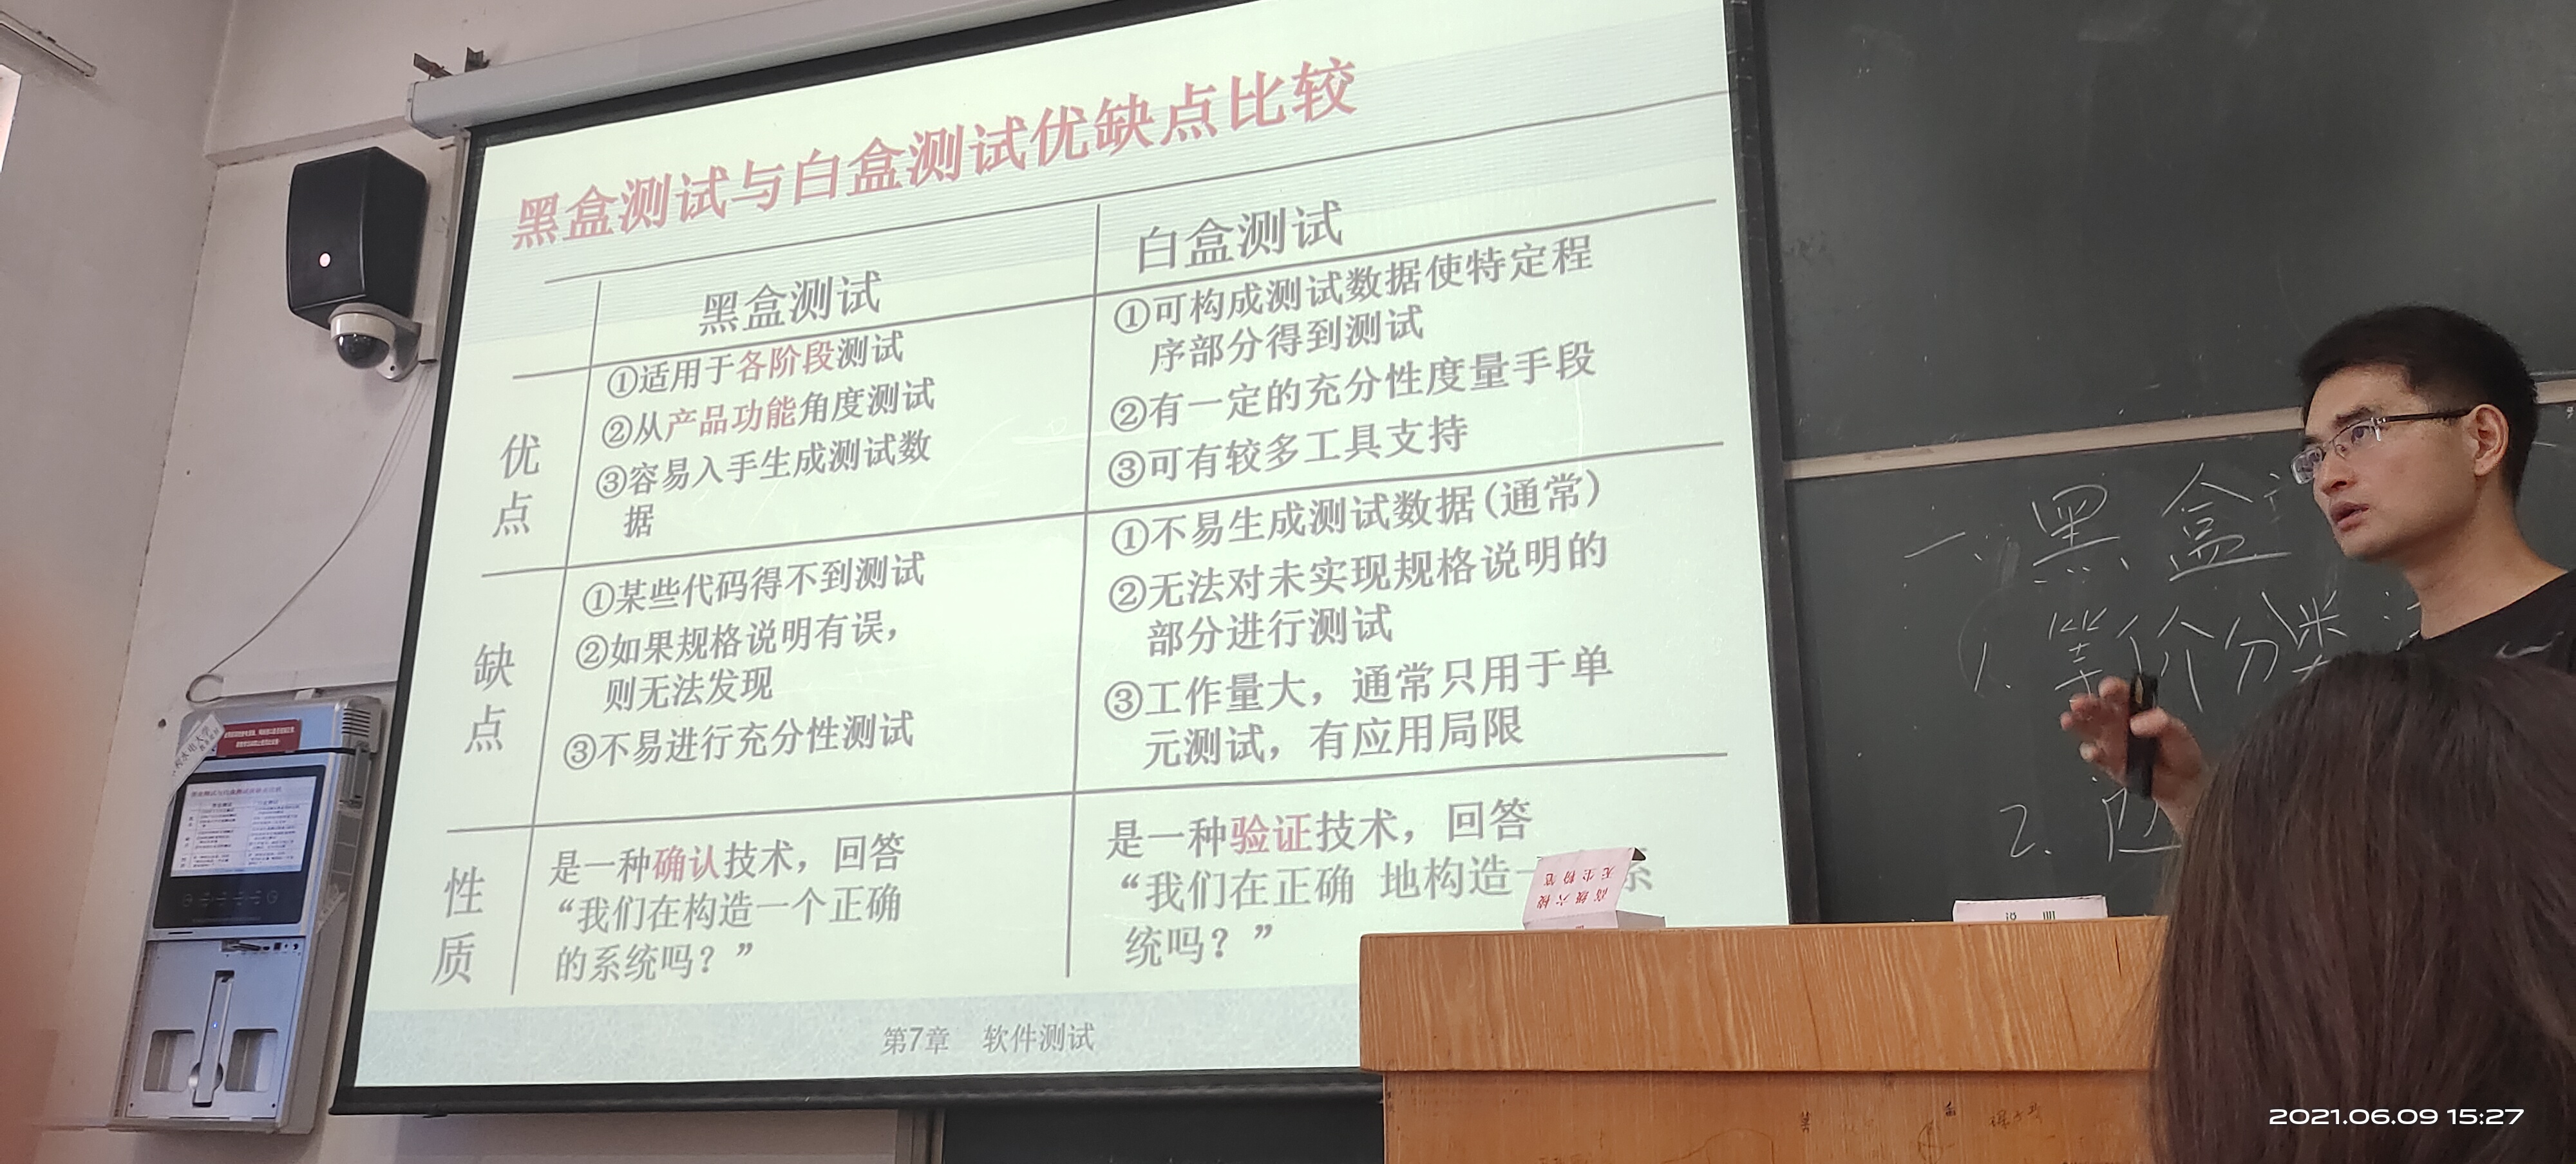 黑盒测试与白盒测试优缺点比较
黑盒测试
白盒测试
优
点
①适用于各阶段测试
②从产品功能角度测试
③容易入手生成测试数
据
①可构成测试数据使特定程
序部分得到测试
②有一定的充分性度量手段
③可有较多工具支持
缺
点
①某些代码得不到测试
②如果规格说明有误，
则无法发现
③不易进行充分性测试
①不易生成测试数据(通常)
②无法对未实现规格说明的
部分进行测试
③工作量大，通常只用于单
元测试，有应用局限
性
质
是一种确认技术，回答
“我们在构造一个正确
的系统吗？”
是一种验证技术，回答
“我们在正确 地构造一
统吗？”
第7章 软件测试
一. 黑盒
1. 等价分类
2. 边
高级六棱
无尘粉笔
2021.06.09 15:27